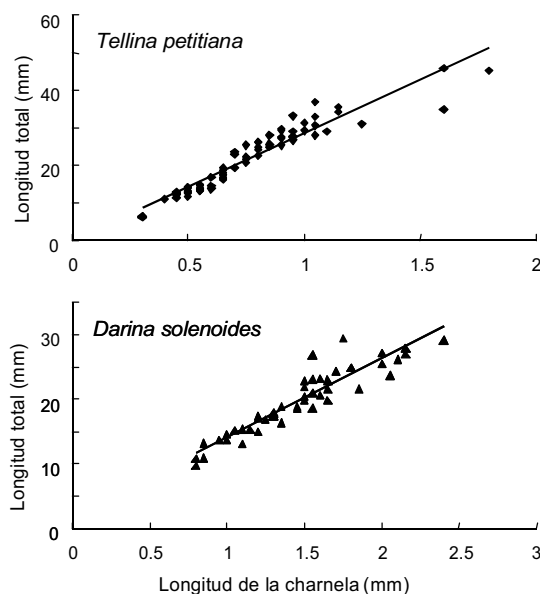 60
Tellina petitiana
40
20
0
Longitud total (mm)
0 0.5 1 1.5 2
Darina solenoides
30
20
10
0
Longitud total (mm)
0 0.5 1 1.5 2 2.5 3
Longitud de la charnela (mm)